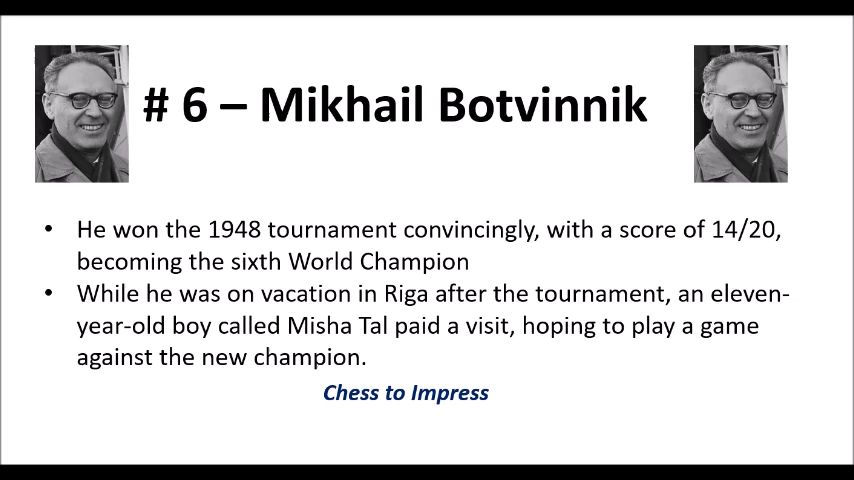 # 6 – Mikhail Botvinnik
• He won the 1948 tournament convincingly, with a score of 14/20,
becoming the sixth World Champion
• While he was on vacation in Riga after the tournament, an eleven-
year-old boy called Misha Tal paid a visit, hoping to play a game
against the new champion.
Chess to Impress